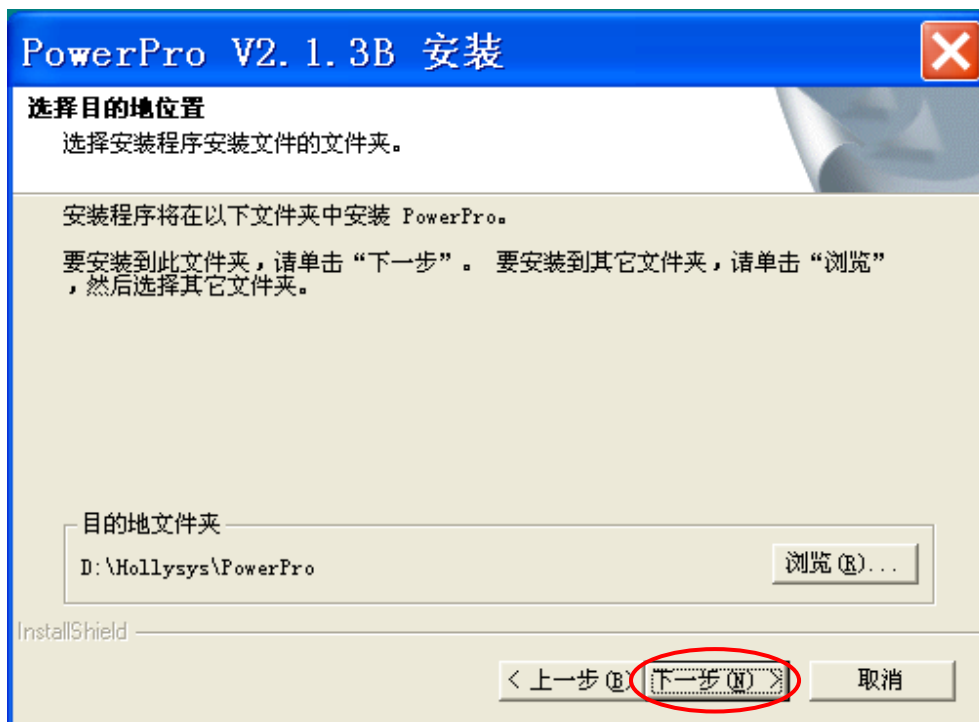 PowerPro V2.1.3B 安装
选择目的地位置
选择安装程序安装文件的文件夹。
安装程序将在以下文件夹中安装 PowerPro。
要安装到此文件夹，请单击“下一步”。 要安装到其它文件夹，请单击“浏览”
，然后选择其它文件夹。
目的地文件夹
D:\Hollysys\PowerPro
浏览(R)...
InstallShield
< 上一步(B)
下一步(N) >
取消